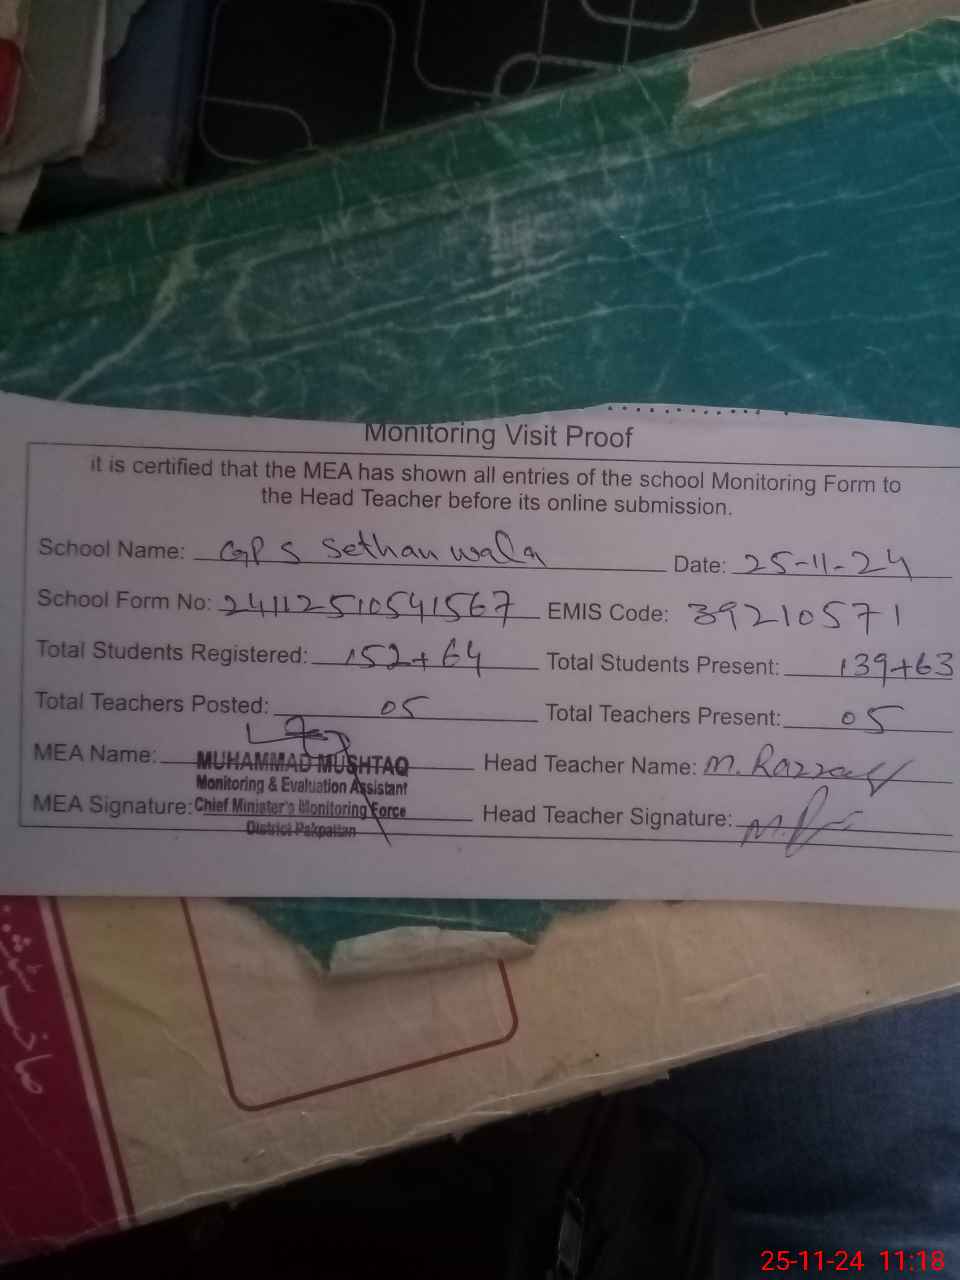 Monitoring Visit Proof
it is certified that the MEA has shown all entries of the school Monitoring Form to
the Head Teacher before its online submission.
School Name: GPS Sethanwala Date: 25-11-24
School Form No: 24112510541567 EMIS Code: 39210571
Total Students Registered: 152+64 Total Students Present: 139+63
Total Teachers Posted: 05 Total Teachers Present: 05
MEA Name: MUHAMMAD MUSHTAQ Head Teacher Name: M. Razzaq
Monitoring & Evaluation Assistant
MEA Signature: Chief Minister's Monitoring Force Head Teacher Signature:
District Pakpattan
25-11-24 11:18